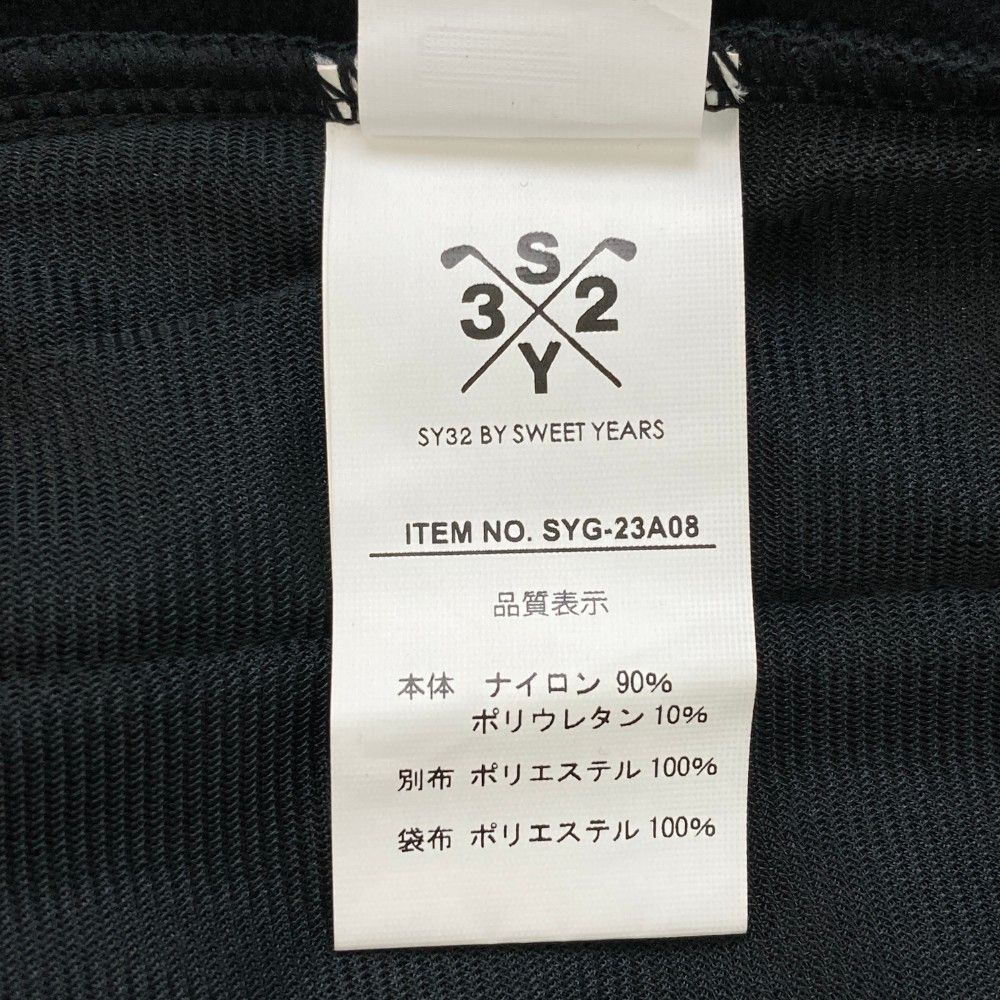 S
3 2
Y
SY32 BY SWEET YEARS
ITEM NO. SYG-23A08
品質表示
本体 ナイロン 90%
ポリウレタン 10%
別布 ポリエステル 100%
袋布 ポリエステル 100%